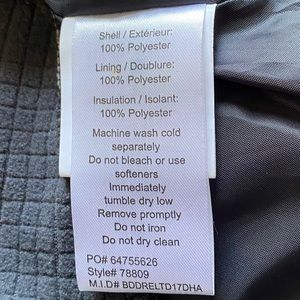 Shell / Extérieur:
100% Polyester
Lining / Doublure:
100% Polyester
Insulation / Isolant:
100% Polyester
Machine wash cold
separately
Do not bleach or use
softeners
Immediately
tumble dry low
Remove promptly
Do not iron
Do not dry clean
PO# 64755626
Style# 78809
M.I.D# BDDRELTD17DHA